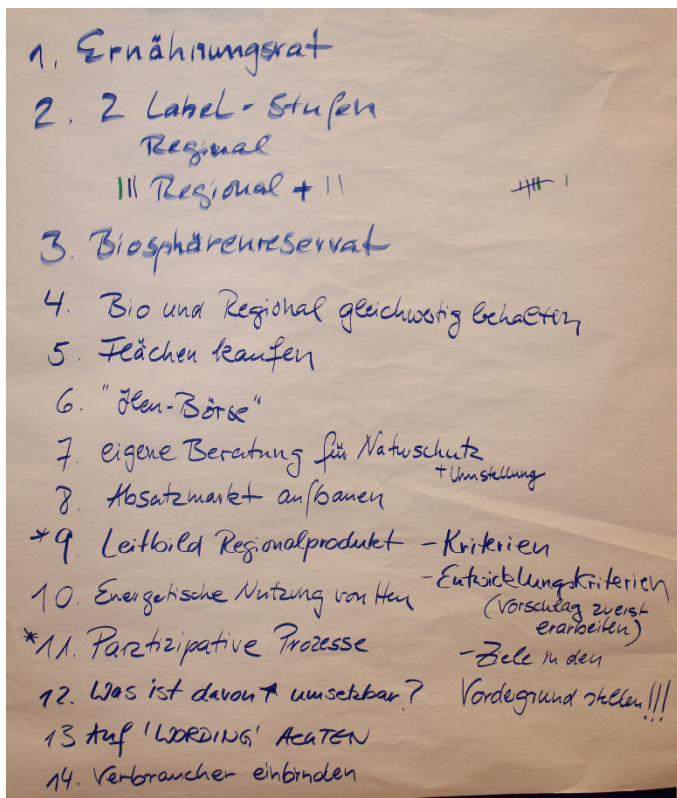 1. Ernährungsrat
2. 2 Label-Stufen
Regional
||| Regional + ||
3. Biosphärenreservat
4. Bio und Regional gleichwertig behalten
5. Flächen kaufen
6. "Heu-Börse"
7. eigene Beratung für Naturschutz
+ Umstellung
8. Absatzmarkt aufbauen
*9 Leitbild Regionalprodukt - Kriterien
- Entwicklungskriterien
(Vorschlag zuerst
erarbeiten)
10. Energetische Nutzung von Heu
*11. Partizipative Prozesse
- Ziele in den
Vordegrund stellen!!!
12. Was ist davon umsetzbar?
13 Auf 'WORDING' ACHTEN
14. Verbraucher einbinden